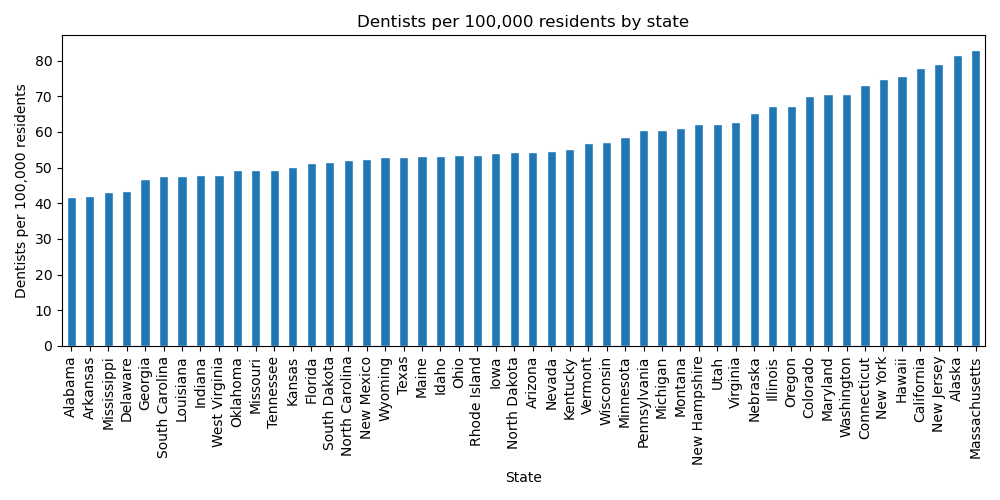 Dentists per 100,000 residents by state
Dentists per 100,000 residents
80
70
60
50
40
30
20
10
0
Alabama
Arkansas
Mississippi
Delaware
Georgia
South Carolina
Louisiana
Indiana
West Virginia
Oklahoma
Missouri
Tennessee
Kansas
Florida
South Dakota
North Carolina
New Mexico
Wyoming
Texas
Maine
Idaho
Ohio
Rhode Island
Iowa
North Dakota
Arizona
Nevada
Kentucky
Vermont
Wisconsin
Minnesota
Pennsylvania
Michigan
Montana
New Hampshire
Utah
Virginia
Nebraska
Illinois
Oregon
Colorado
Maryland
Washington
Connecticut
New York
Hawaii
California
New Jersey
Alaska
Massachusetts
State